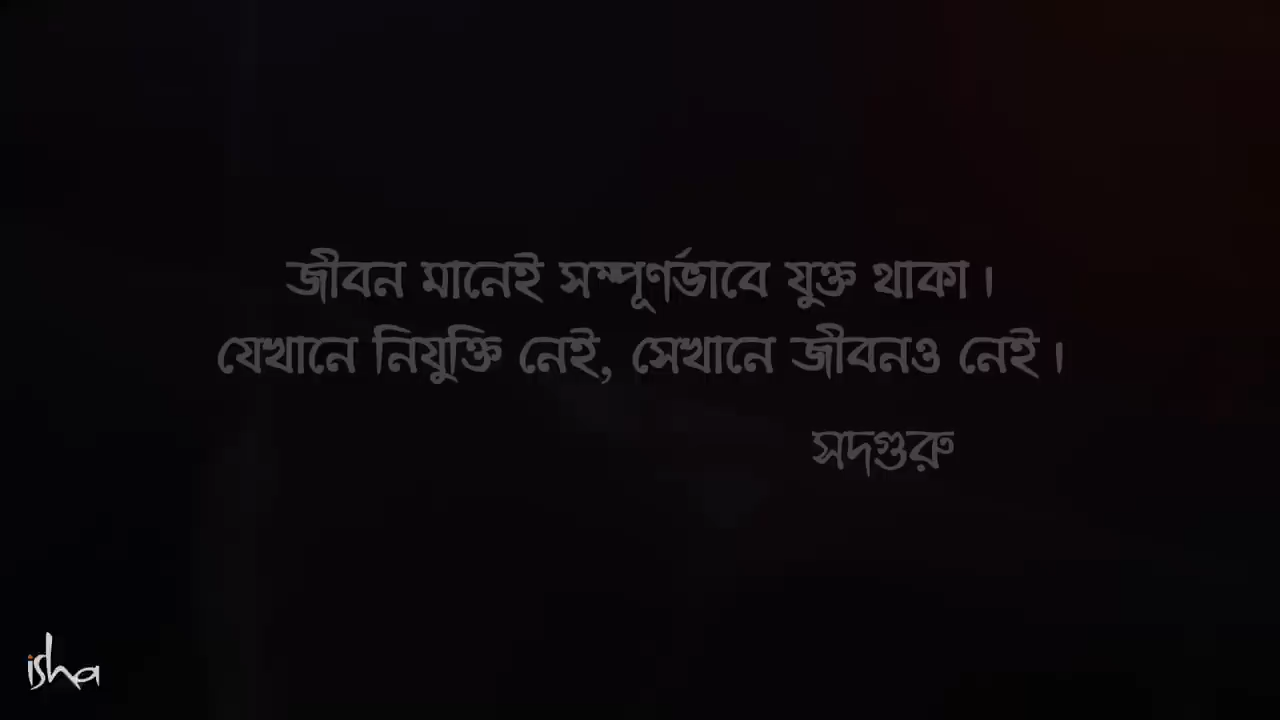 জীবন মানেই সম্পূর্ণভাবে যুক্ত থাকা।
যেখানে নিযুক্তি নেই, সেখানে জীবনও নেই।
সদগুরু
isha